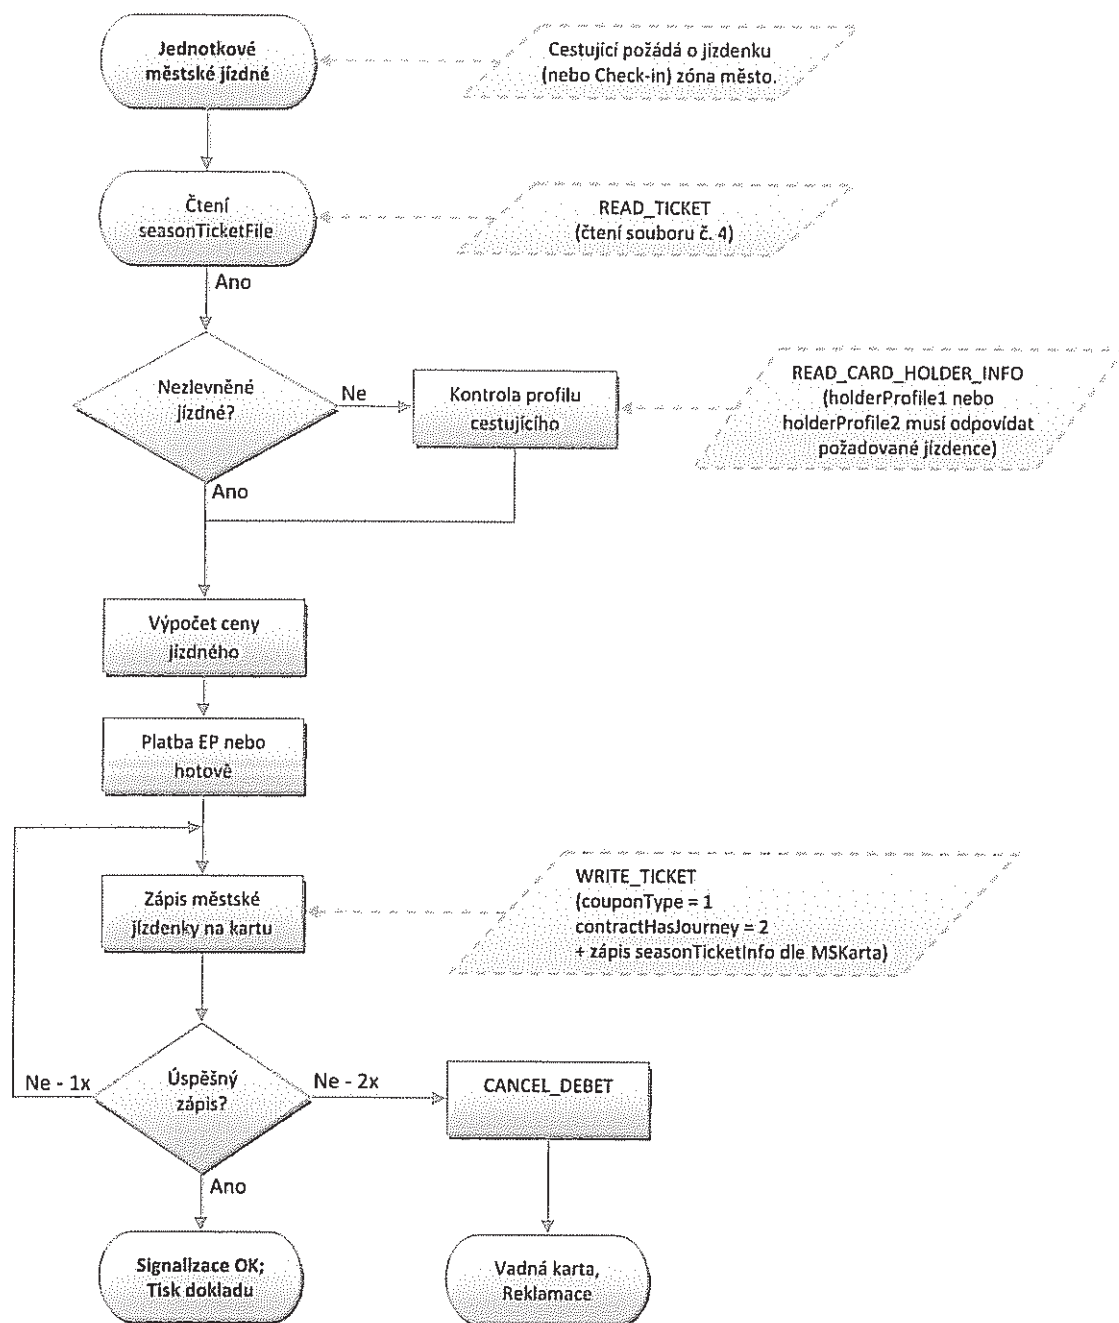 Jednotkové
městské jízdné
Cestující požádá o jízdenku
(nebo Check-in) zóna město.
Čtení
seasonTicketFile
READ_TICKET
(čtení souboru č. 4)
Ano
Nezlevněné
jízdné?
Ne
Kontrola profilu
cestujícího
READ_CARD_HOLDER_INFO
(holderProfile1 nebo
holderProfile2 musí odpovídat
požadované jízdence)
Ano
Výpočet ceny
jízdného
Platba EP nebo
hotově
Zápis městské
jízdenky na kartu
WRITE_TICKET
(couponType = 1
contractHasJourney = 2
+ zápis seasonTicketInfo dle MSKarta)
Ne - 1x
Úspěšný
zápis?
Ne - 2x
CANCEL_DEBET
Ano
Signalizace OK;
Tisk dokladu
Vadná karta,
Reklamace